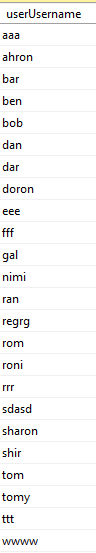 userUsername
aaa
ahron
bar
ben
bob
dan
dar
doron
eee
fff
gal
nimi
ran
regrg
rom
roni
rrr
sdasd
sharon
shir
tom
tomy
ttt
wwww